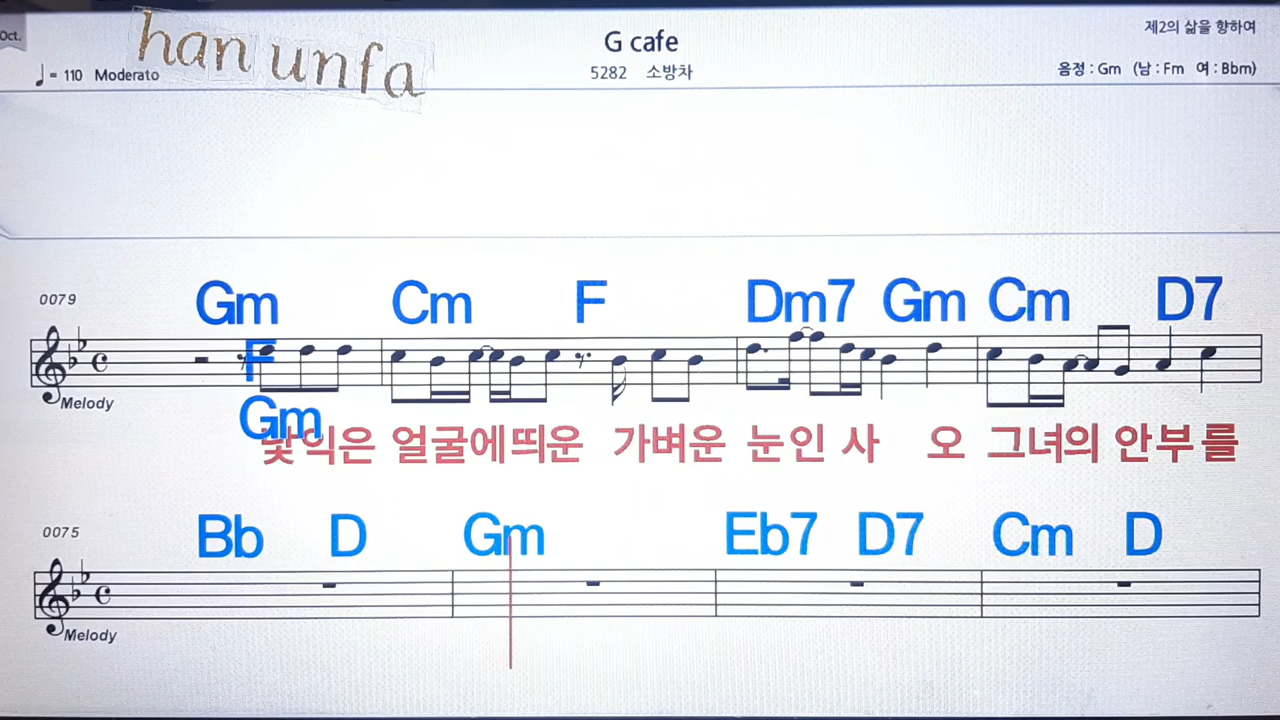 Oct.
han unfa
G cafe
제2의 삶을 향하여
♩= 110 Moderato
5282 소방차
음정 : Gm (남 : Fm 여 : Bbm)
0079
Gm Cm F Dm7 Gm Cm D7
F
Melody
Gm
낯익은 얼굴에띄운 가벼운 눈인 사 오 그녀의 안부를
0075
Bb D Gm Eb7 D7 Cm D
Melody